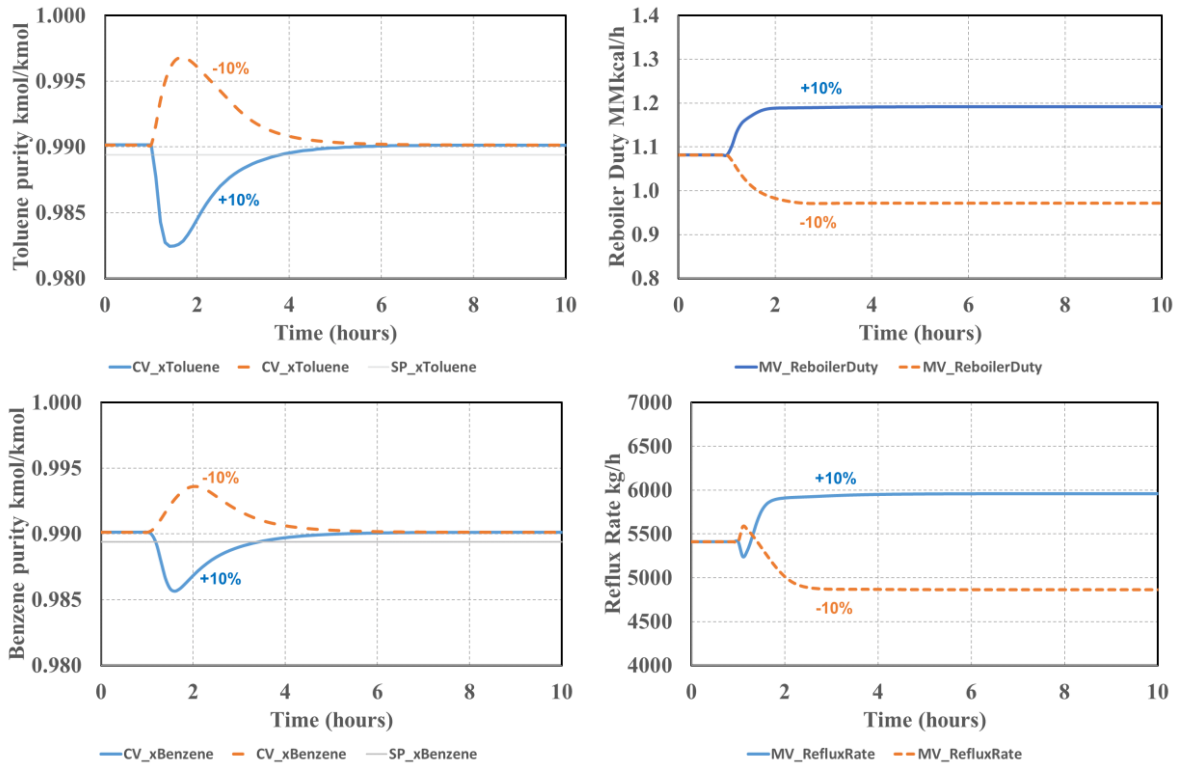 Toluene purity kmol/kmol
1.000
0.995
0.990
0.985
0.980
-10%
+10%
0 2 4 6 8 10
Time (hours)
CV_xToluene CV_xToluene SP_xToluene
Reboiler Duty MMkcal/h
1.4
1.3
1.2
1.1
1.0
0.9
0.8
+10%
-10%
0 2 4 6 8 10
Time (hours)
MV_ReboilerDuty MV_ReboilerDuty
Benzene purity kmol/kmol
1.000
0.995
0.990
0.985
0.980
-10%
+10%
0 2 4 6 8 10
Time (hours)
CV_xBenzene CV_xBenzene SP_xBenzene
Reflux Rate kg/h
7000
6500
6000
5500
5000
4500
4000
+10%
-10%
0 2 4 6 8 10
Time (hours)
MV_RefluxRate MV_RefluxRate